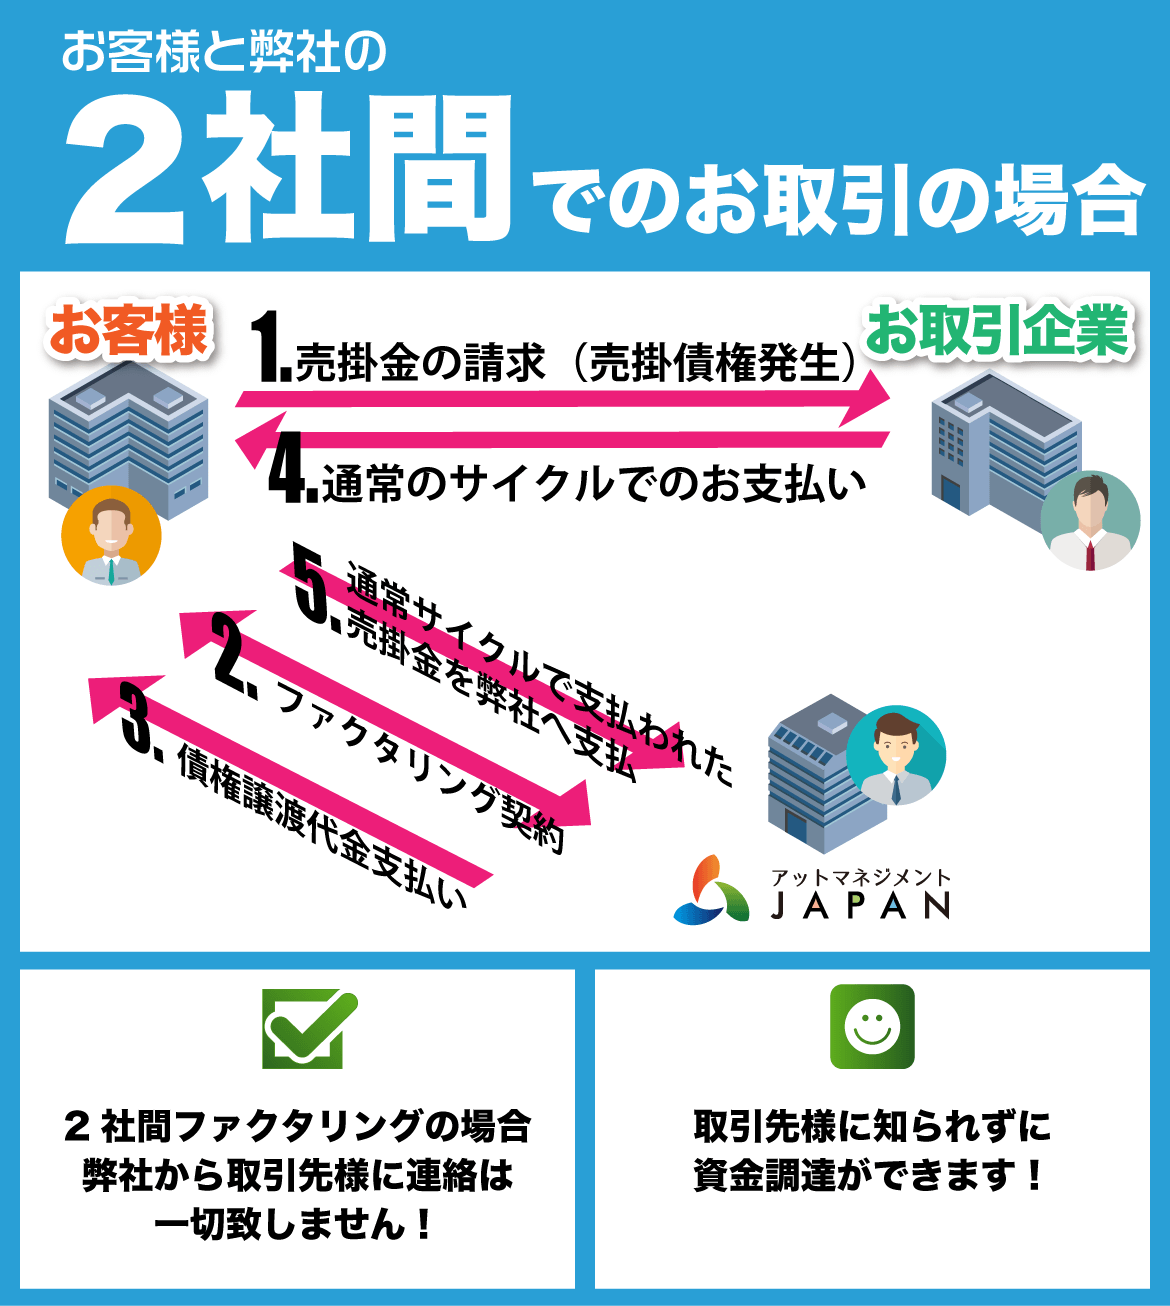 お客様と弊社の
2社間でのお取引の場合
お客様
お取引企業
1.売掛金の請求（売掛債権発生）
4.通常のサイクルでのお支払い
5.通常サイクルで支払われた
売掛金を弊社へ支払
2.ファクタリング契約
3.債権譲渡代金支払い
アットマネジメント
JAPAN
2社間ファクタリングの場合
弊社から取引先様に連絡は
一切致しません！
取引先様に知られずに
資金調達ができます！